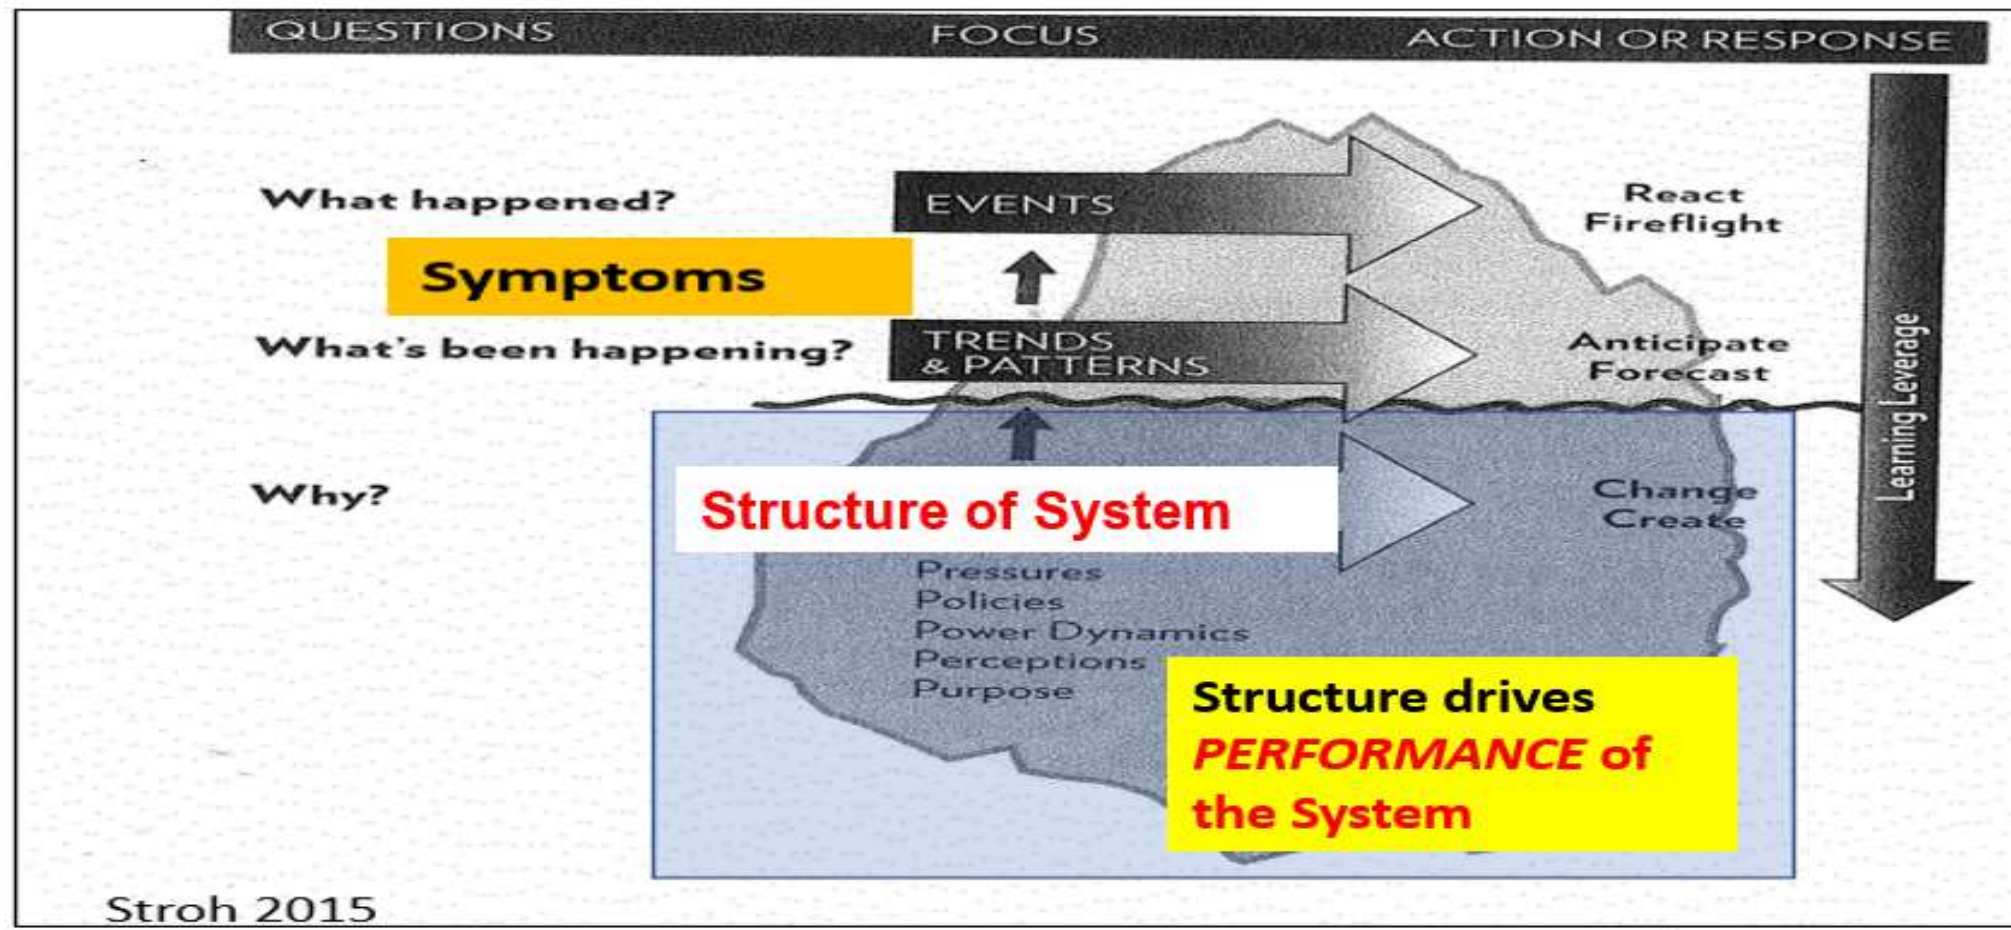 QUESTIONS FOCUS ACTION OR RESPONSE
What happened?
EVENTS
React
Fireflight
Symptoms
What's been happening?
TRENDS
& PATTERNS
Anticipate
Forecast
Why?
Structure of System
Change
Create
Pressures
Policies
Power Dynamics
Perceptions
Purpose
Structure drives
PERFORMANCE of
the System
Learning Leverage
Stroh 2015